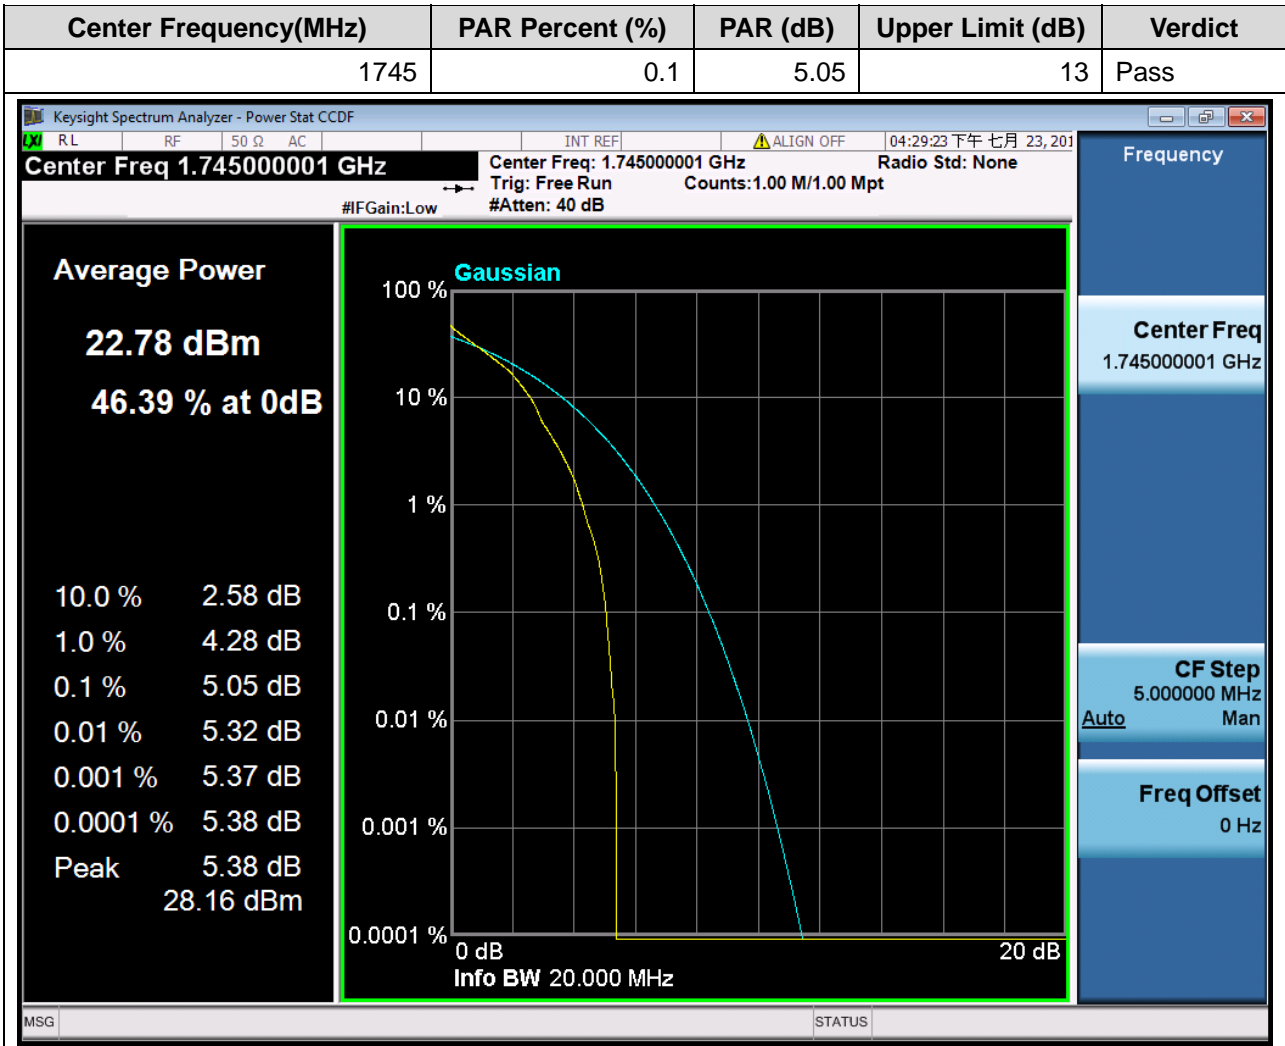 Center Frequency(MHz) PAR Percent (%) PAR (dB) Upper Limit (dB) Verdict
1745 0.1 5.05 13 Pass
Keysight Spectrum Analyzer - Power Stat CCDF
LXI RL RF 50 Ω AC INT REF ⚠ALIGN OFF 04:29:23 下午 七月 23, 201
Center Freq 1.745000001 GHz
Center Freq: 1.745000001 GHz Radio Std: None
Trig: Free Run Counts:1.00 M/1.00 Mpt
#IFGain:Low #Atten: 40 dB
Frequency
Average Power
22.78 dBm
46.39 % at 0dB
10.0 % 2.58 dB
1.0 % 4.28 dB
0.1 % 5.05 dB
0.01 % 5.32 dB
0.001 % 5.37 dB
0.0001 % 5.38 dB
Peak 5.38 dB
28.16 dBm
Gaussian
100 %
10 %
1 %
0.1 %
0.01 %
0.001 %
0.0001 %
0 dB 20 dB
Info BW 20.000 MHz
Center Freq
1.745000001 GHz
CF Step
5.000000 MHz
Auto Man
Freq Offset
0 Hz
MSG STATUS